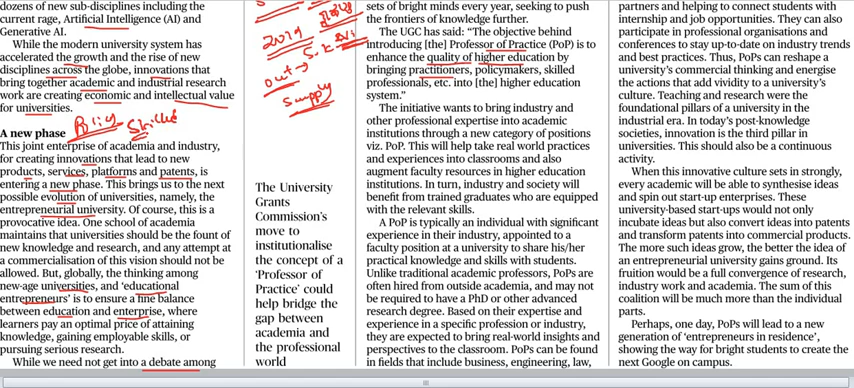 dozens of new sub-disciplines including the
current rage, Artificial Intelligence (AI) and
Generative AI.
While the modern university system has
accelerated the growth and the rise of new
disciplines across the globe, innovations that
bring together academic and industrial research
work are creating economic and intellectual value
for universities.
Policy Skilled
A new phase
This joint enterprise of academia and industry,
for creating innovations that lead to new
products, services, platforms and patents, is
entering a new phase. This brings us to the next
possible evolution of universities, namely, the
entrepreneurial university. Of course, this is a
provocative idea. One school of academia
maintains that universities should be the fount of
new knowledge and research, and any attempt at
a commercialisation of this vision should not be
allowed. But, globally, the thinking among
new-age universities, and ‘educational
entrepreneurs’ is to ensure a fine balance
between education and enterprise, where
learners pay an optimal price of attaining
knowledge, gaining employable skills, or
pursuing serious research.
While we need not get into a debate among
2019
out →
Supply
The University
Grants
Commission’s
move to
institutionalise
the concept of a
‘Professor of
Practice’ could
help bridge the
gap between
academia and
the professional
world
sets of bright minds every year, seeking to push
the frontiers of knowledge further.
The UGC has said: “The objective behind
introducing [the] Professor of Practice (PoP) is to
enhance the quality of higher education by
bringing practitioners, policymakers, skilled
professionals, etc. into [the] higher education
system.”
The initiative wants to bring industry and
other professional expertise into academic
institutions through a new category of positions
viz. PoP. This will help take real world practices
and experiences into classrooms and also
augment faculty resources in higher education
institutions. In turn, industry and society will
benefit from trained graduates who are equipped
with the relevant skills.
A PoP is typically an individual with significant
experience in their industry, appointed to a
faculty position at a university to share his/her
practical knowledge and skills with students.
Unlike traditional academic professors, PoPs are
often hired from outside academia, and may not
be required to have a PhD or other advanced
research degree. Based on their expertise and
experience in a specific profession or industry,
they are expected to bring real-world insights and
perspectives to the classroom. PoPs can be found
in fields that include business, engineering, law,
partners and helping to connect students with
internship and job opportunities. They can also
participate in professional organisations and
conferences to stay up-to-date on industry trends
and best practices. Thus, PoPs can reshape a
university’s commercial thinking and energise
the actions that add vividity to a university’s
culture. Teaching and research were the
foundational pillars of a university in the
industrial era. In today’s post-knowledge
societies, innovation is the third pillar in
universities. This should also be a continuous
activity.
When this innovative culture sets in strongly,
every academic will be able to synthesise ideas
and spin out start-up enterprises. These
university-based start-ups would not only
incubate ideas but also convert ideas into patents
and transform patents into commercial products.
The more such ideas grow, the better the idea of
an entrepreneurial university gains ground. Its
fruition would be a full convergence of research,
industry work and academia. The sum of this
coalition will be much more than the individual
parts.
Perhaps, one day, PoPs will lead to a new
generation of ‘entrepreneurs in residence’,
showing the way for bright students to create the
next Google on campus.